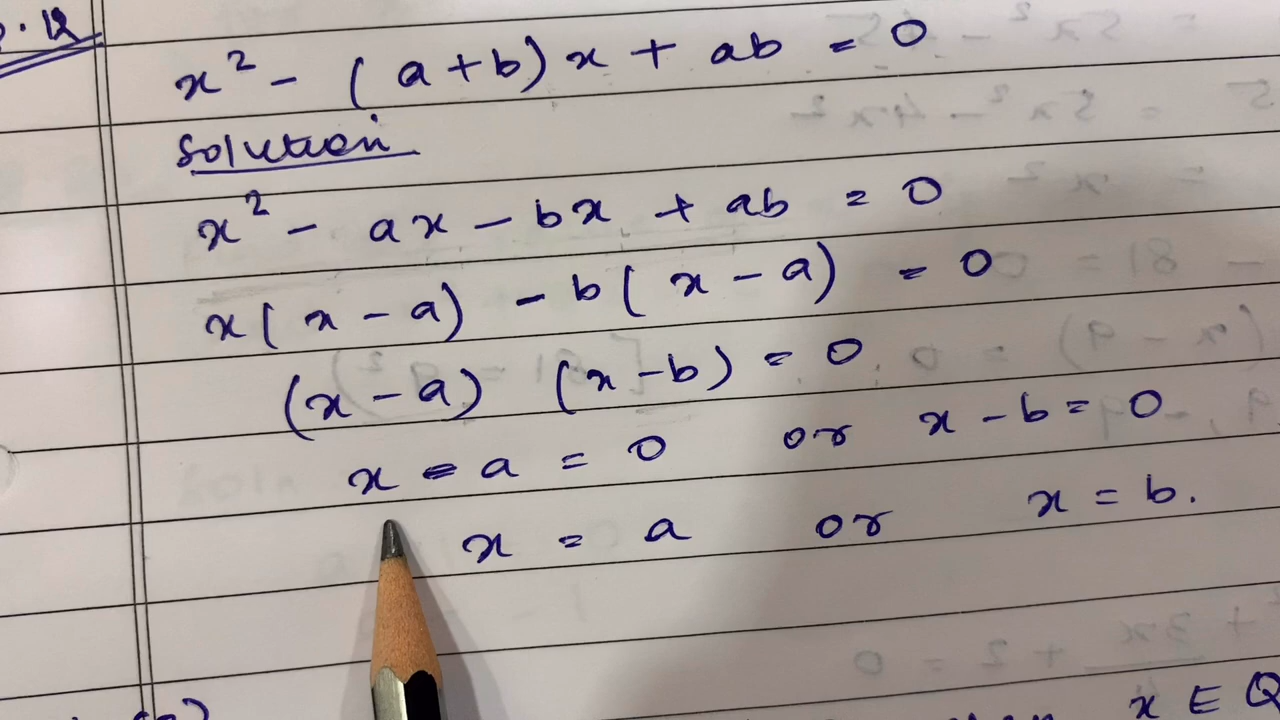 x² - (a+b)x + ab = 0
Solution
x² - ax - bx + ab = 0
x(x - a) - b(x - a) = 0
(x - a) (x - b) = 0
x - a = 0 or x - b = 0
x = a or x = b.
x ∈ Q